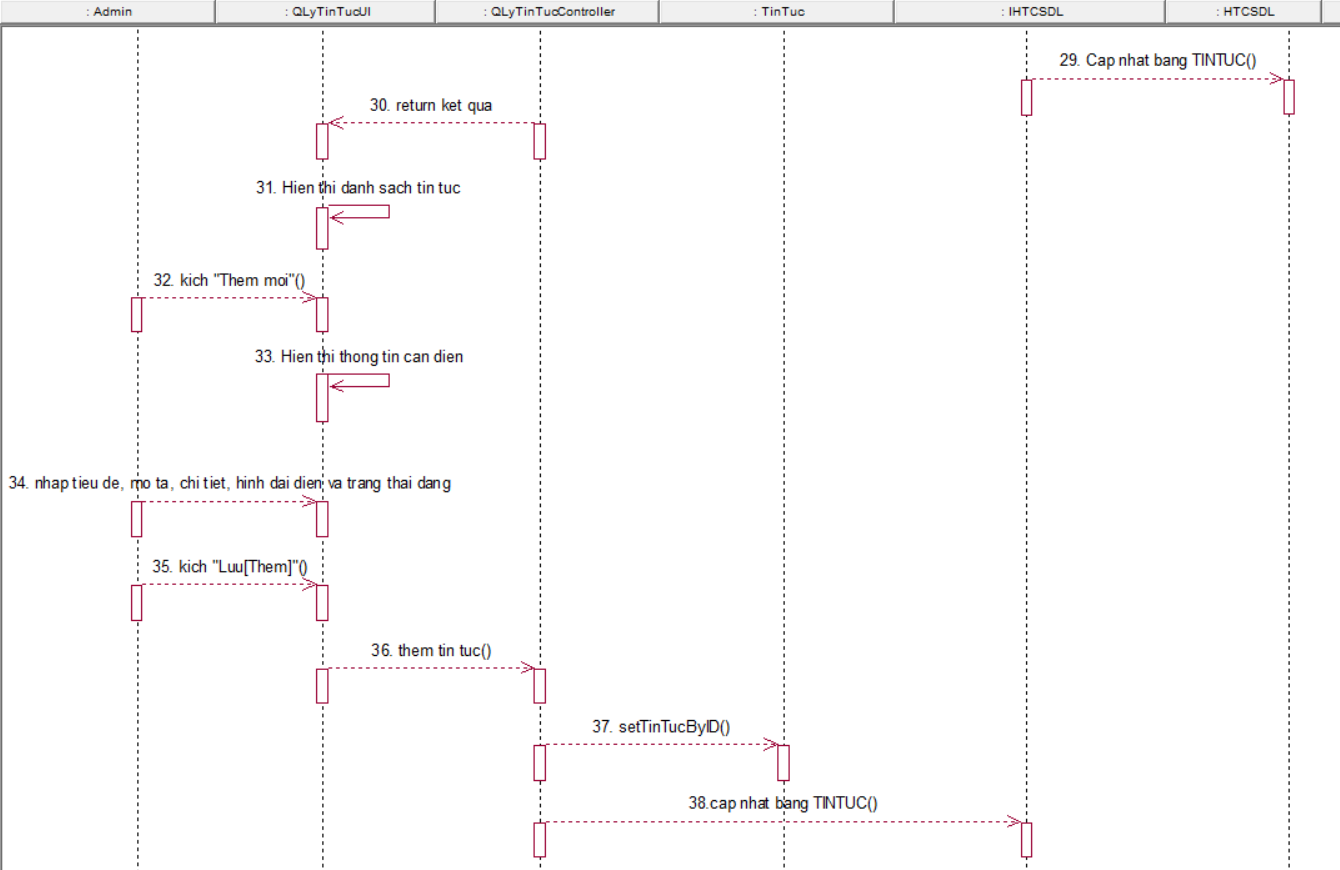 : Admin
: QLyTinTucUI
: QLyTinTucController
: TinTuc
: IHTCSDL
: HTCSDL
29. Cap nhat bang TINTUC()
30. return ket qua
31. Hien thi danh sach tin tuc
32. kich "Them moi"()
33. Hien thi thong tin can dien
34. nhap tieu de, mo ta, chi tiet, hinh dai dien va trang thai dang
35. kich "Luu[Them]"()
36. them tin tuc()
37. setTinTucByID()
38.cap nhat bang TINTUC()